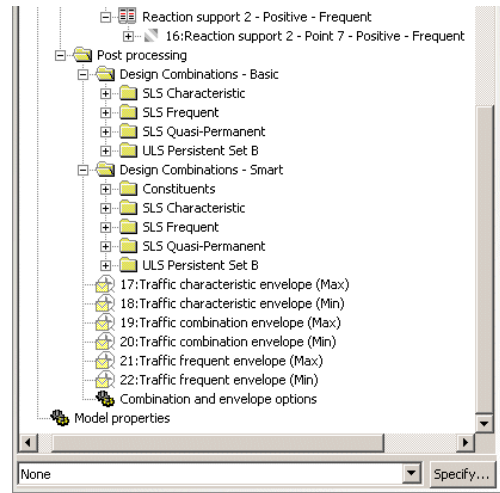 Reaction support 2 - Positive - Frequent
16:Reaction support 2 - Point 7 - Positive - Frequent
Post processing
Design Combinations - Basic
SLS Characteristic
SLS Frequent
SLS Quasi-Permanent
ULS Persistent Set B
Design Combinations - Smart
Constituents
SLS Characteristic
SLS Frequent
SLS Quasi-Permanent
ULS Persistent Set B
17:Traffic characteristic envelope (Max)
18:Traffic characteristic envelope (Min)
19:Traffic combination envelope (Max)
20:Traffic combination envelope (Min)
21:Traffic frequent envelope (Max)
22:Traffic frequent envelope (Min)
Combination and envelope options
Model properties
None Specify...